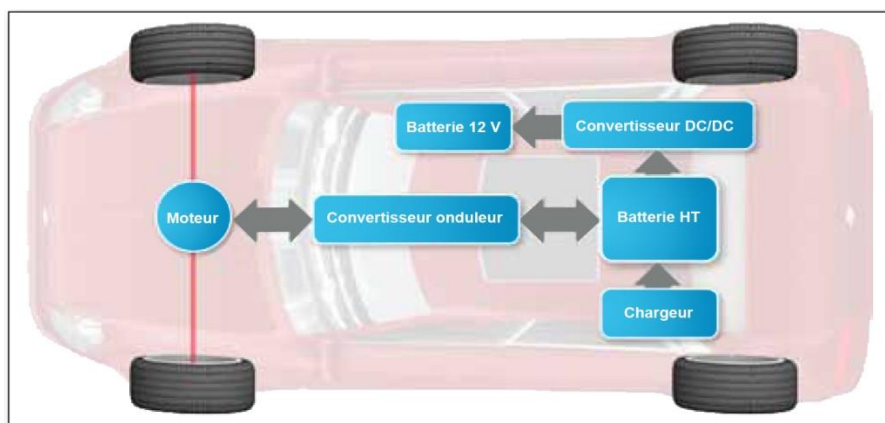 Batterie 12 V
Convertisseur DC/DC
Moteur
Convertisseur onduleur
Batterie HT
Chargeur